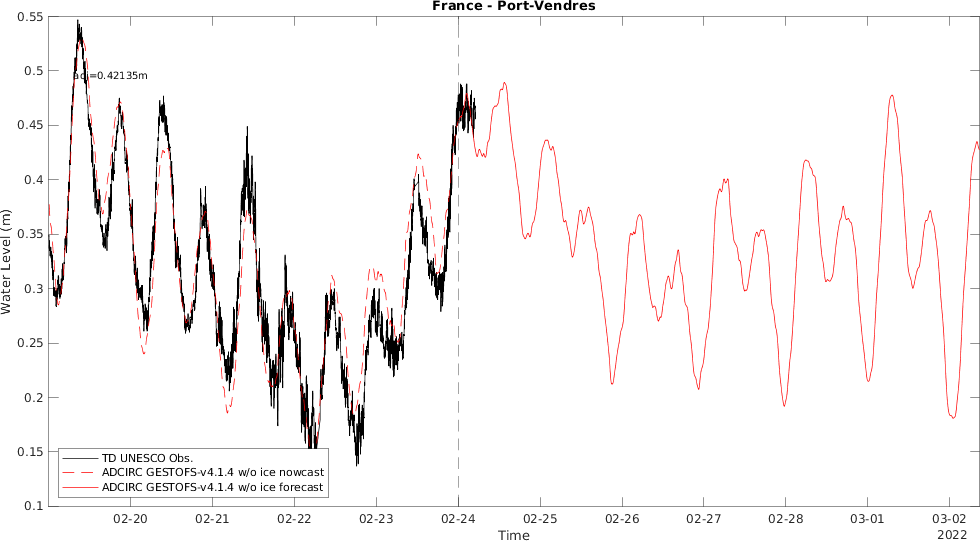 France - Port-Vendres
0.55
0.5
0.45
0.4
0.35
0.3
0.25
0.2
0.15
0.1
Water Level (m)
=0.42135m
TD UNESCO Obs.
ADCIRC GESTOFS-v4.1.4 w/o ice nowcast
ADCIRC GESTOFS-v4.1.4 w/o ice forecast
02-20 02-21 02-22 02-23 02-24 02-25 02-26 02-27 02-28 03-01 03-02
Time
2022